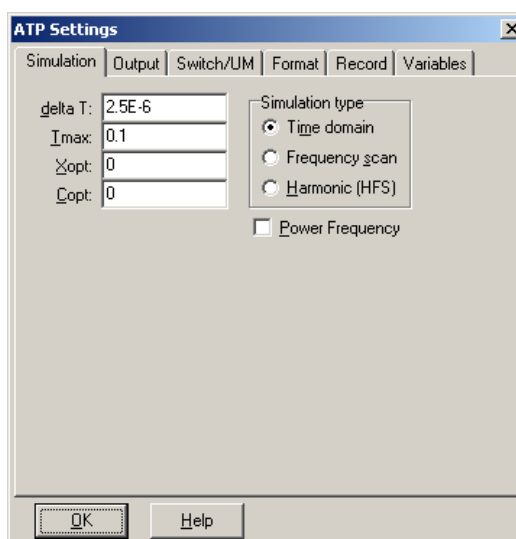 ATP Settings
Simulation Output Switch/UM Format Record Variables
delta T: 2.5E-6
Tmax: 0.1
Xopt: 0
Copt: 0
Simulation type
Time domain
Frequency scan
Harmonic (HFS)
Power Frequency
OK Help